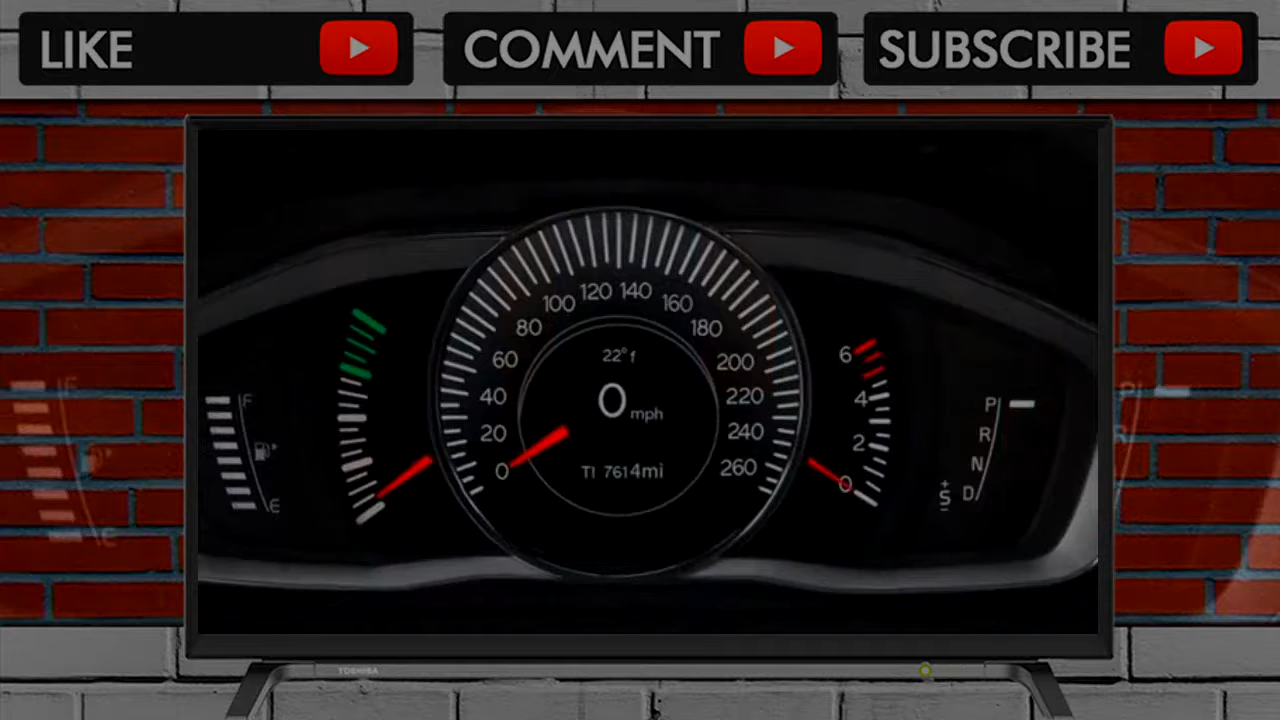 LIKE
COMMENT
SUBSCRIBE
100 120 140 160
80 180
60 22° f 200
6
40 0 mph 220
4
F
P
20 240
R
2
0 TI 7614mi 260
N
0
+
S
D
-
E
TOSHIBA